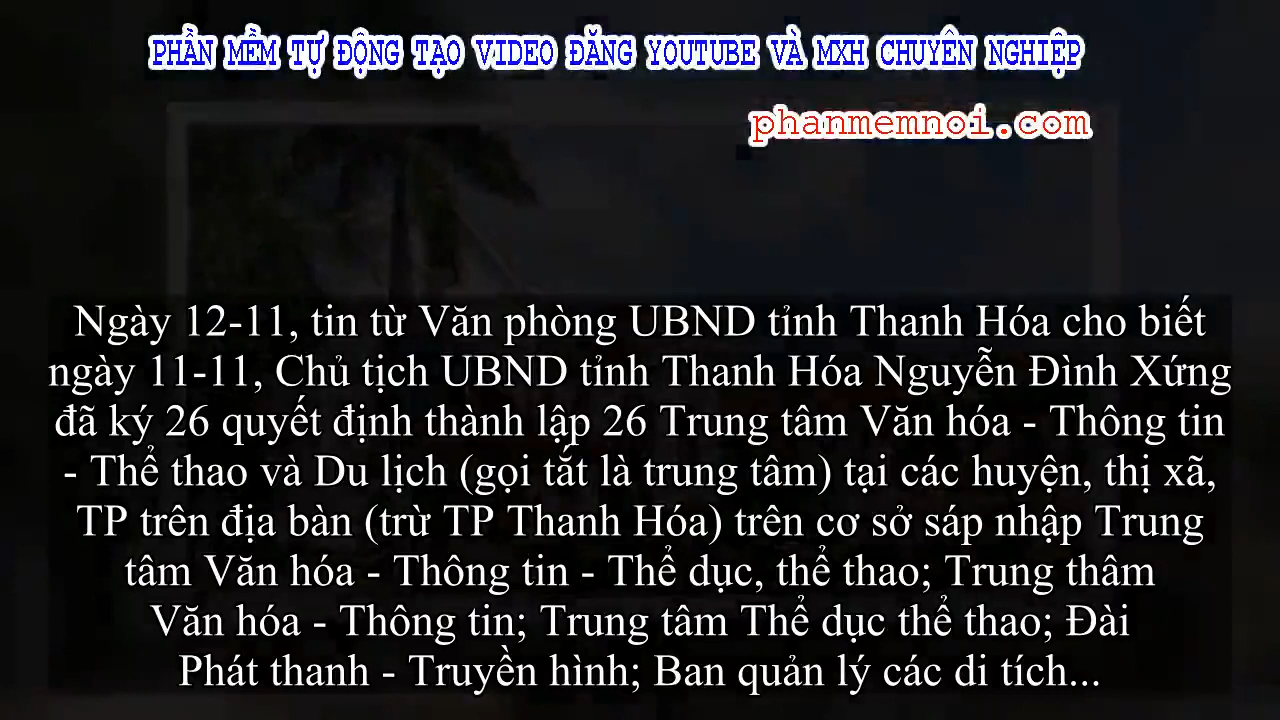 PHẦN MỀM TỰ ĐỘNG TẠO VIDEO ĐĂNG YOUTUBE VÀ MXH CHUYÊN NGHIỆP
phanmemnoi.com
Ngày 12-11, tin từ Văn phòng UBND tỉnh Thanh Hóa cho biết
ngày 11-11, Chủ tịch UBND tỉnh Thanh Hóa Nguyễn Đình Xứng
đã ký 26 quyết định thành lập 26 Trung tâm Văn hóa - Thông tin
- Thể thao và Du lịch (gọi tắt là trung tâm) tại các huyện, thị xã,
TP trên địa bàn (trừ TP Thanh Hóa) trên cơ sở sáp nhập Trung
tâm Văn hóa - Thông tin - Thể dục, thể thao; Trung thâm
Văn hóa - Thông tin; Trung tâm Thể dục thể thao; Đài
Phát thanh - Truyền hình; Ban quản lý các di tích...